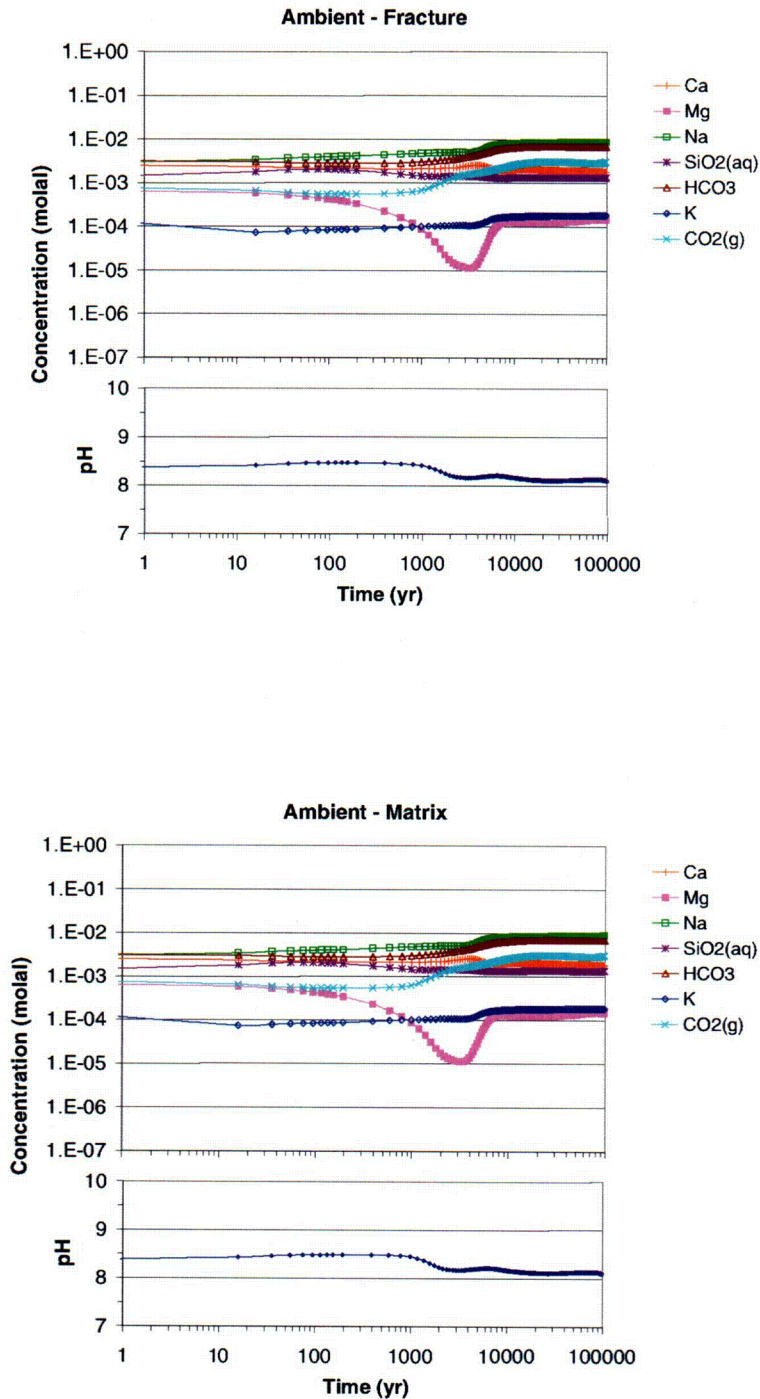 Ambient - Fracture
1.E+00
1.E-01
1.E-02
1.E-03
1.E-04
1.E-05
1.E-06
1.E-07
Concentration (molal)
Ca
Mg
Na
SiO2(aq)
HCO3
K
CO2(g)
10
9
8
7
pH
1 10 100 1000 10000 100000
Time (yr)
Ambient - Matrix
1.E+00
1.E-01
1.E-02
1.E-03
1.E-04
1.E-05
1.E-06
1.E-07
Concentration (molal)
Ca
Mg
Na
SiO2(aq)
HCO3
K
CO2(g)
10
9
8
7
pH
1 10 100 1000 10000 100000
Time (yr)